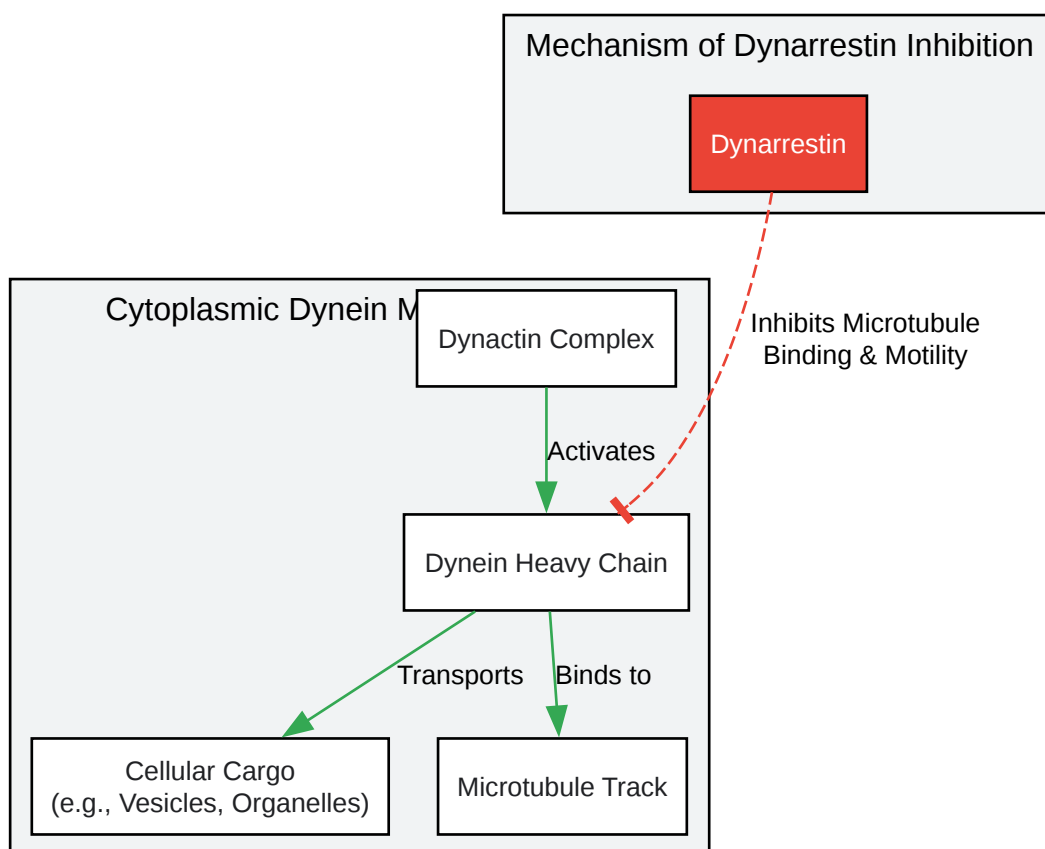 Mechanism of Dynarrestin Inhibition
Dynarrestin
Inhibits Microtubule
Binding & Motility
Cytoplasmic Dynein
Dynactin Complex
Activates
Dynein Heavy Chain
Transports
Binds to
Cellular Cargo
(e.g., Vesicles, Organelles)
Microtubule Track